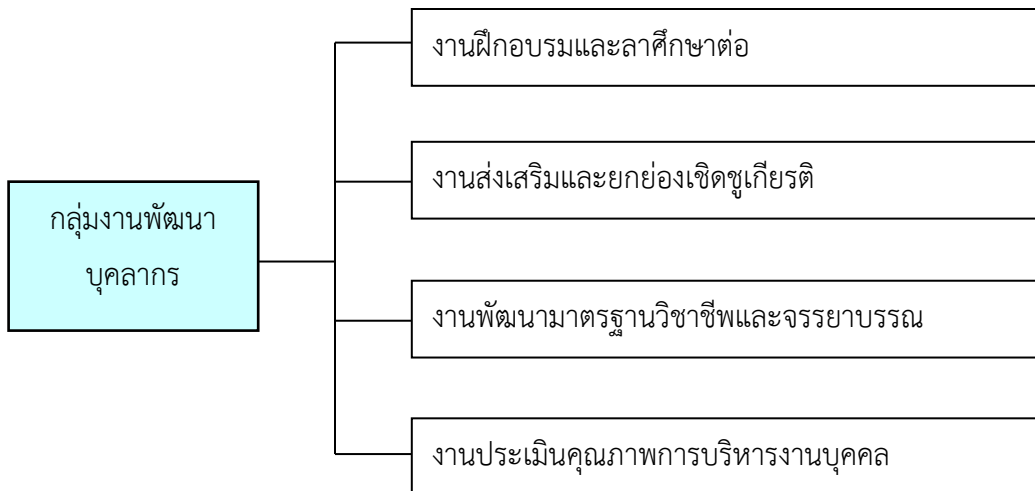 งานฝึกอบรมและลาศึกษาต่อ
งานส่งเสริมและยกย่องเชิดชูเกียรติ
กลุ่มงานพัฒนา
บุคลากร
งานพัฒนามาตรฐานวิชาชีพและจรรยาบรรณ
งานประเมินคุณภาพการบริหารงานบุคคล